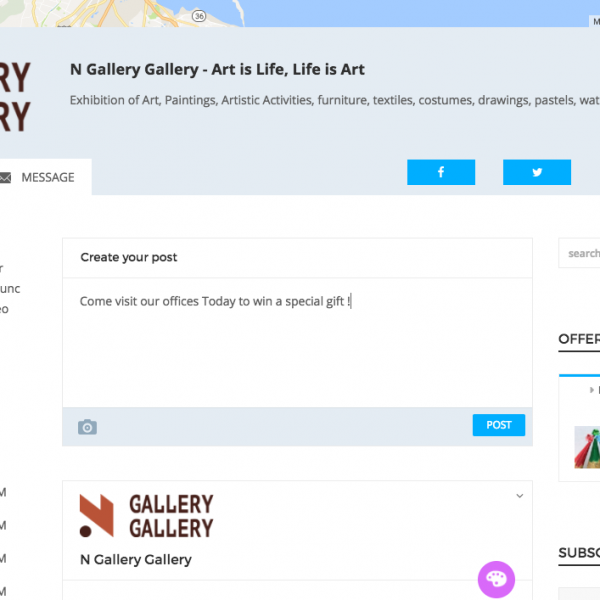 36
M
RY
RY
N Gallery Gallery - Art is Life, Life is Art
Exhibition of Art, Paintings, Artistic Activities, furniture, textiles, costumes, drawings, pastels, wat
MESSAGE
r
unc
eo
Create your post
Come visit our offices Today to win a special gift !
POST
search
OFFER
GALLERY
GALLERY
N Gallery Gallery
M
M
M
M
SUBSC